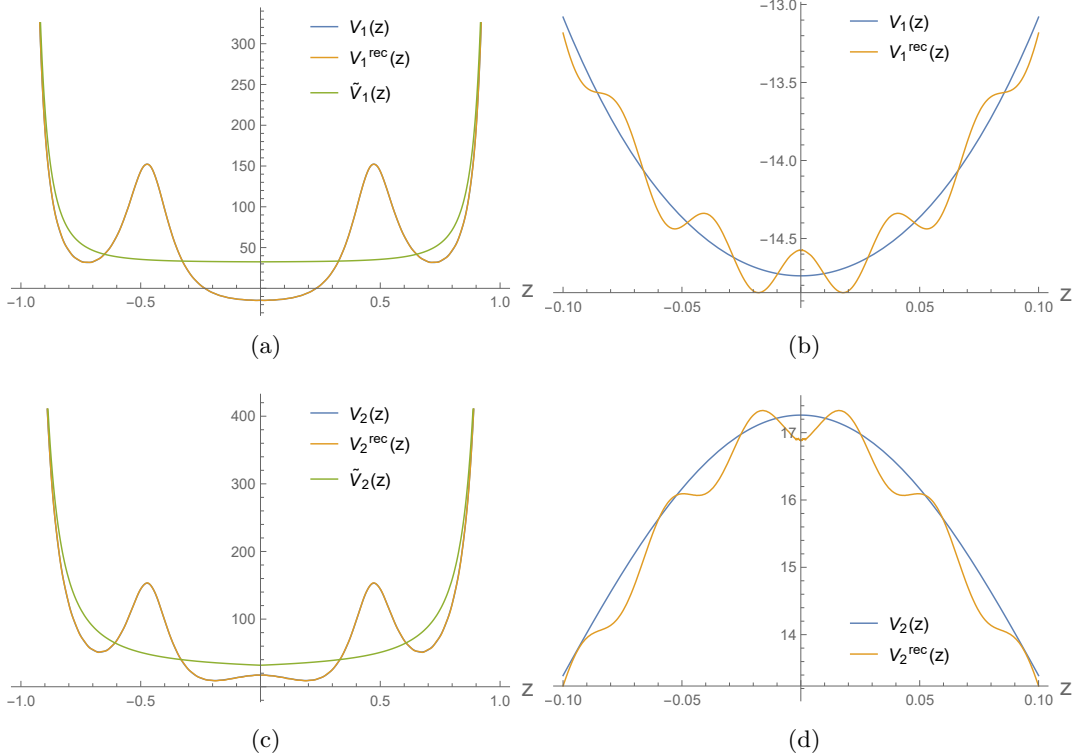 V₁(z)
V₁ʳᵉᶜ(z)
Ṽ₁(z)
300
250
200
150
100
50
−1.0 −0.5 0.5 1.0 z
(a)
−13.0
−13.5
−14.0
−14.5
V₁(z)
V₁ʳᵉᶜ(z)
−0.10 −0.05 0.05 0.10 z
(b)
400
300
200
100
V₂(z)
V₂ʳᵉᶜ(z)
Ṽ₂(z)
−1.0 −0.5 0.5 1.0 z
(c)
17
16
15
14
V₂(z)
V₂ʳᵉᶜ(z)
−0.10 −0.05 0.05 0.10 z
(d)